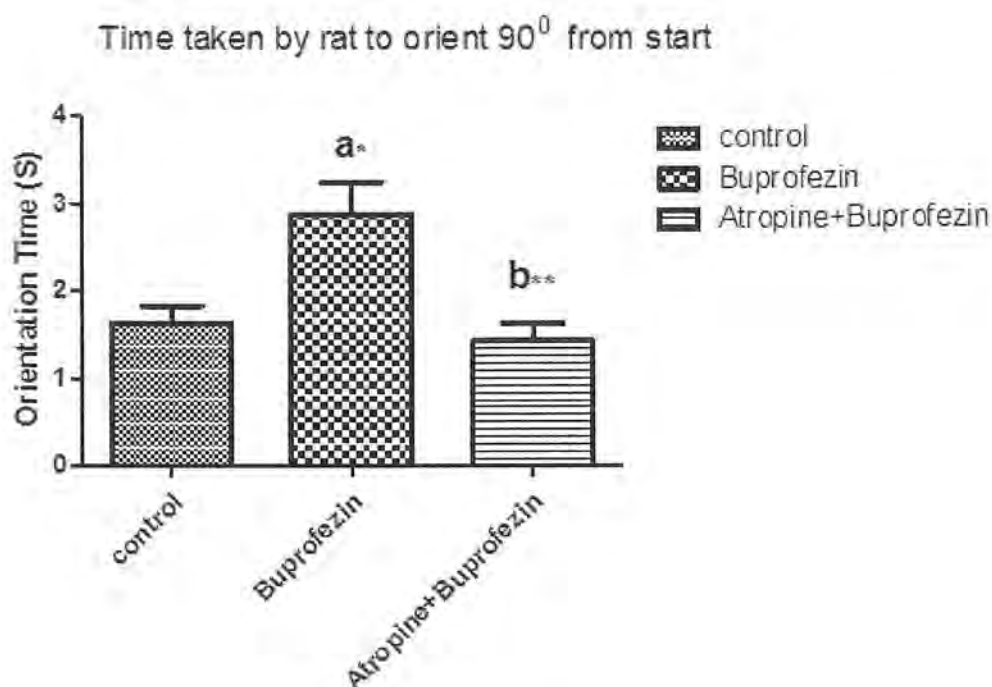 Time taken by rat to orient 90⁰ from start
Orientation Time (S)
4
3
2
1
0
a*
b**
control
Buprofezin
Atropine+Buprofezin
control
Buprofezin
Atropine+Buprofezin